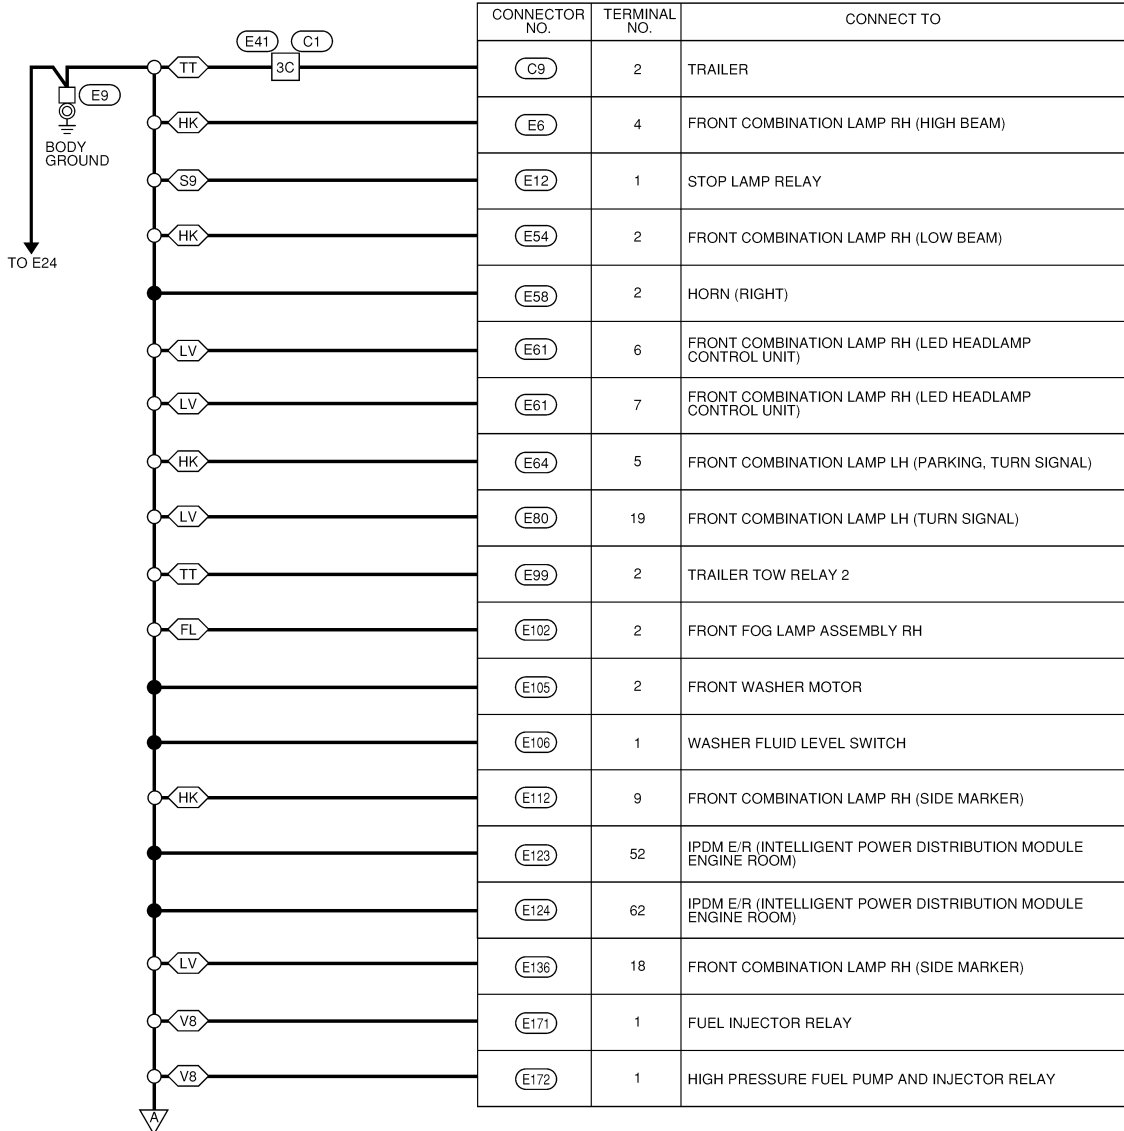 CONNECTOR NO. TERMINAL NO. CONNECT TO
E41 C1
TT 3C C9 2 TRAILER
E9
BODY
GROUND
HK E6 4 FRONT COMBINATION LAMP RH (HIGH BEAM)
S9 E12 1 STOP LAMP RELAY
HK E54 2 FRONT COMBINATION LAMP RH (LOW BEAM)
TO E24
E58 2 HORN (RIGHT)
LV E61 6 FRONT COMBINATION LAMP RH (LED HEADLAMP
CONTROL UNIT)
LV E61 7 FRONT COMBINATION LAMP RH (LED HEADLAMP
CONTROL UNIT)
HK E64 5 FRONT COMBINATION LAMP LH (PARKING, TURN SIGNAL)
LV E80 19 FRONT COMBINATION LAMP LH (TURN SIGNAL)
TT E99 2 TRAILER TOW RELAY 2
FL E102 2 FRONT FOG LAMP ASSEMBLY RH
E105 2 FRONT WASHER MOTOR
E106 1 WASHER FLUID LEVEL SWITCH
HK E112 9 FRONT COMBINATION LAMP RH (SIDE MARKER)
E123 52 IPDM E/R (INTELLIGENT POWER DISTRIBUTION MODULE
ENGINE ROOM)
E124 62 IPDM E/R (INTELLIGENT POWER DISTRIBUTION MODULE
ENGINE ROOM)
LV E136 18 FRONT COMBINATION LAMP RH (SIDE MARKER)
V8 E171 1 FUEL INJECTOR RELAY
V8 E172 1 HIGH PRESSURE FUEL PUMP AND INJECTOR RELAY
A